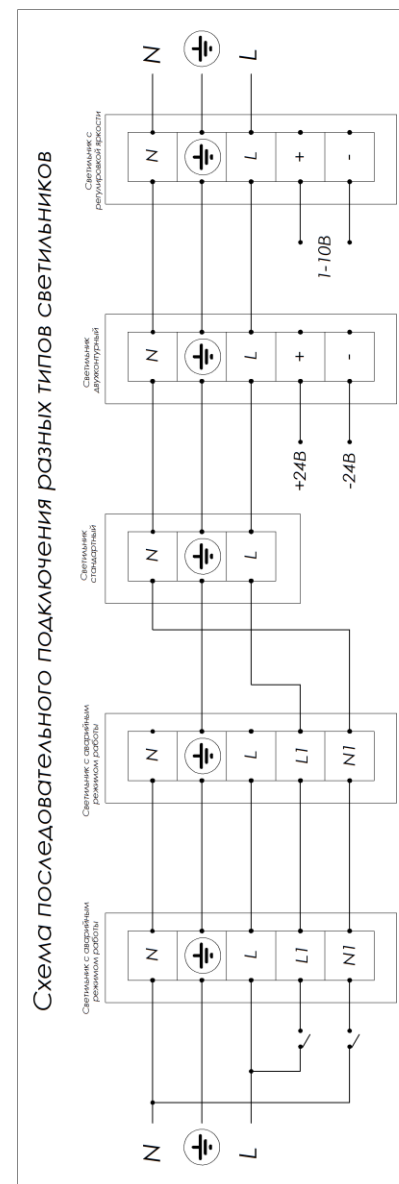 Схема последовательного подключения разных типов светильников
Светильник с аварийным
режимом работы
Светильник с аварийным
режимом работы
Светильник
стандартный
Светильник
двухконтурный
Светильник с
регулировкой яркости
N
N
N
N
N
N
N
L
L
L
L
L
L
L
L1
L1
+
+
N1
N1
-
-
+24В
-24В
1-10В